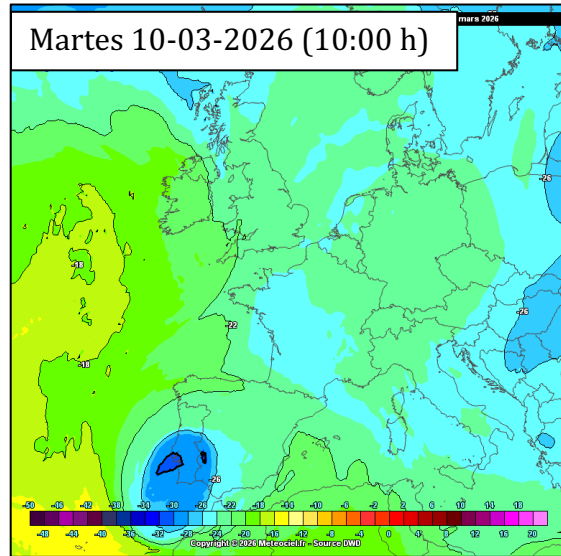 Martes 10-03-2026 (10:00 h)
mars 2026
-26
-18
-22
-18
-26
-50 -46 -42 -38 -34 -30 -26 -22 -18 -14 -10 -6 -2 2 6 10 14 18
-48 -44 -40 -36 -32 -28 -24 -20 -16 -12 -8 -4 0 4 8 12 16 20
Copyright © 2026 Meteociel.fr - Source DWD